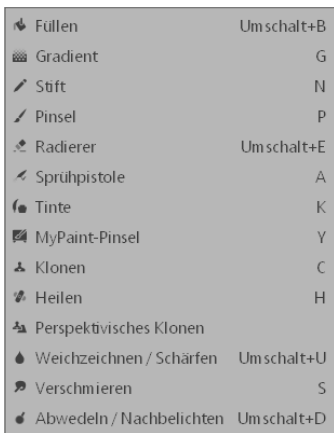 Füllen Umschalt+B
Gradient G
Stift N
Pinsel P
Radierer Umschalt+E
Sprühpistole A
Tinte K
MyPaint-Pinsel Y
Klonen C
Heilen H
Perspektivisches Klonen
Weichzeichnen / Schärfen Umschalt+U
Verschmieren S
Abwedeln / Nachbelichten Umschalt+D